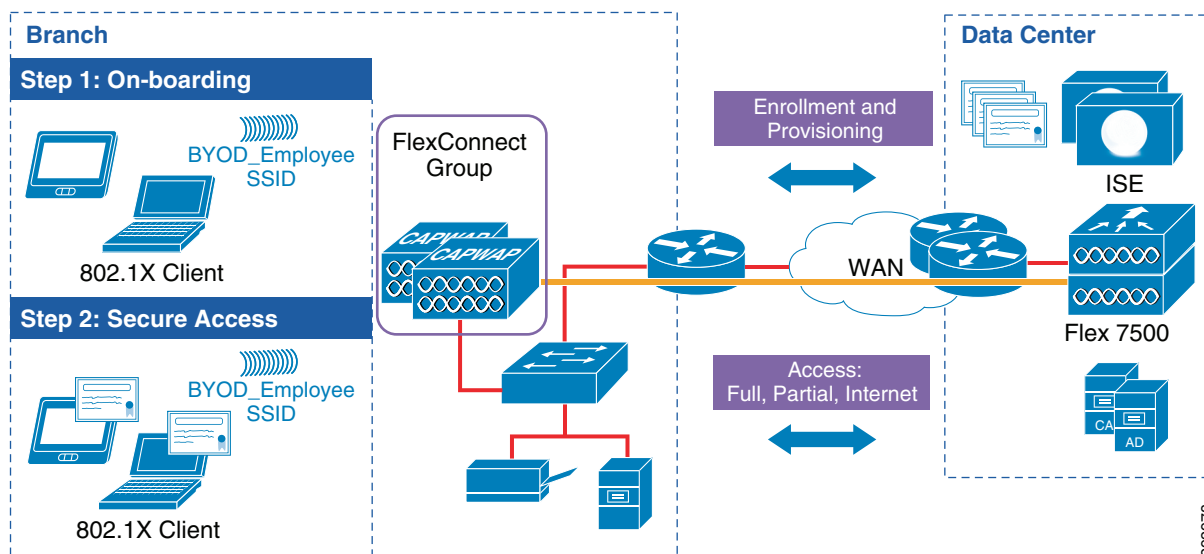 Branch
Step 1: On-boarding
BYOD_Employee
SSID
802.1X Client
Step 2: Secure Access
BYOD_Employee
SSID
802.1X Client
FlexConnect
Group
CAPWAP
CAPWAP
Enrollment and
Provisioning
WAN
Access:
Full, Partial, Internet
Data Center
ISE
Flex 7500
CA
AD